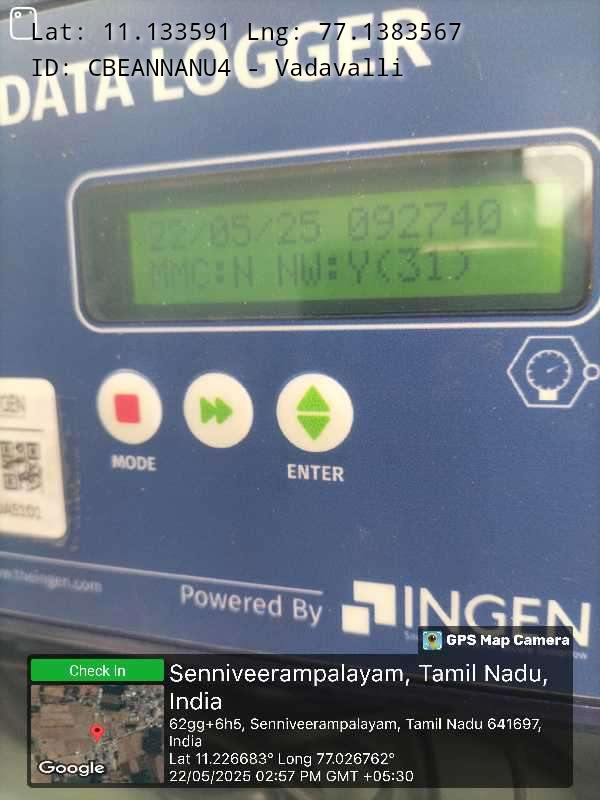 Lat: 11.133591 Lng: 77.1383567
ID: CBEANNANU4 - Vadavalli
DATA LOGGER
22/05/25 092740
MMC:N NW:Y(31)
MODE
ENTER
Powered By
INGEN
GPS Map Camera
Check In
Senniveerampalayam, Tamil Nadu,
India
62gg+6h5, Senniveerampalayam, Tamil Nadu 641697,
India
Lat 11.226683° Long 77.026762°
22/05/2025 02:57 PM GMT +05:30
Google